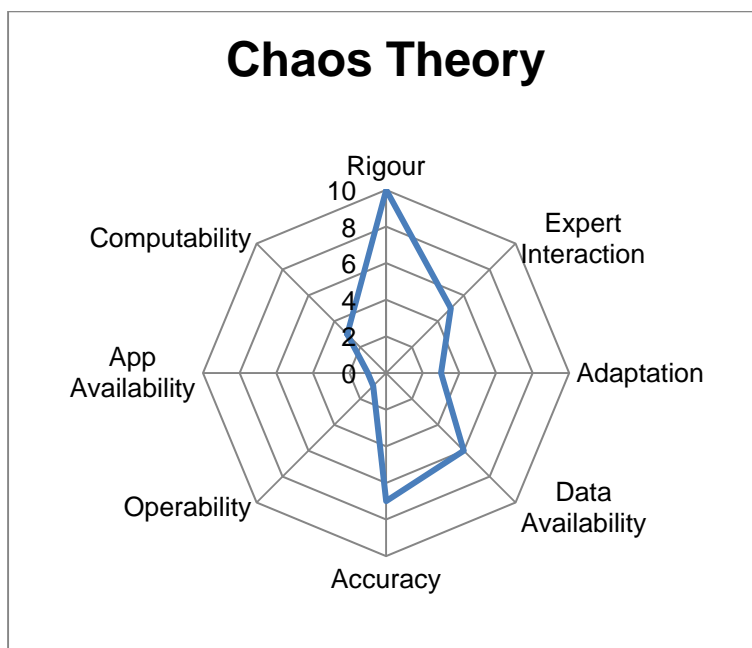 Chaos Theory
Rigour
10
8
6
4
2
0
Expert
Interaction
Adaptation
Data
Availability
Accuracy
Operability
App
Availability
Computability